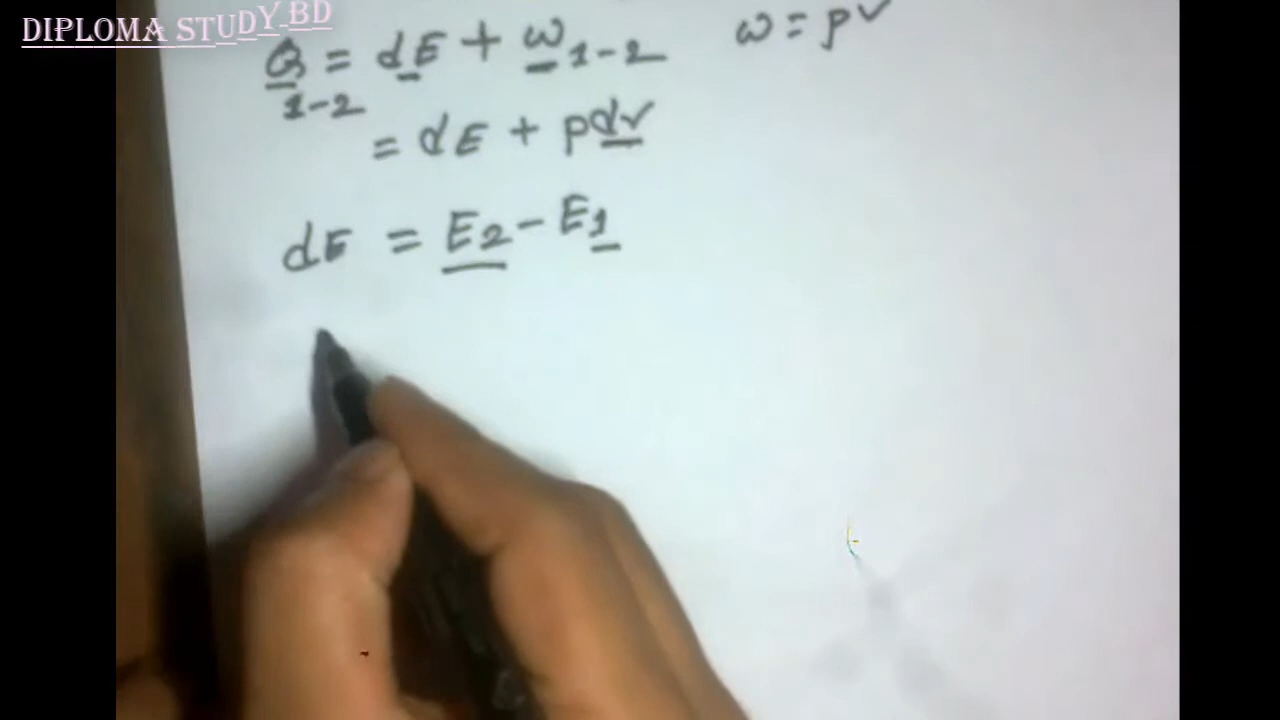 DIPLOMA STUDY BD
Q1-2 = dE + w1-2 w = pv
= dE + pdv
dE = E2 - E1